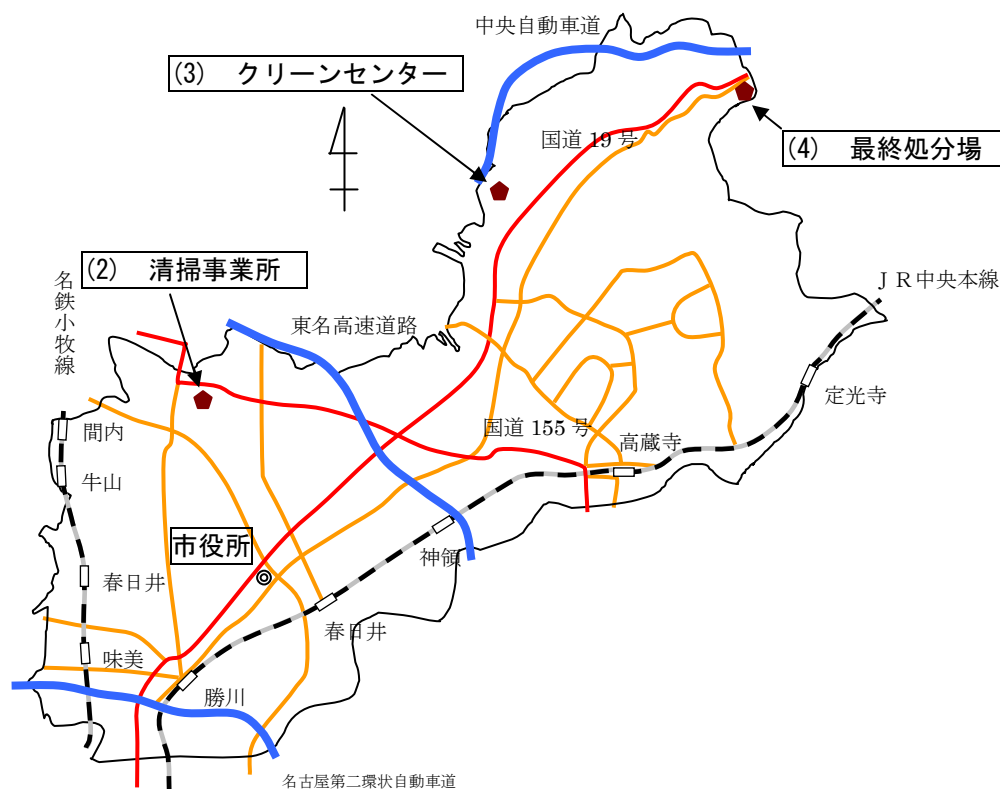 中央自動車道
(3) クリーンセンター
国道 19 号
(4) 最終処分場
(2) 清掃事業所
名鉄小牧線
東名高速道路
ＪＲ中央本線
定光寺
間内
国道 155 号
高蔵寺
牛山
市役所
神領
春日井
春日井
味美
勝川
名古屋第二環状自動車道